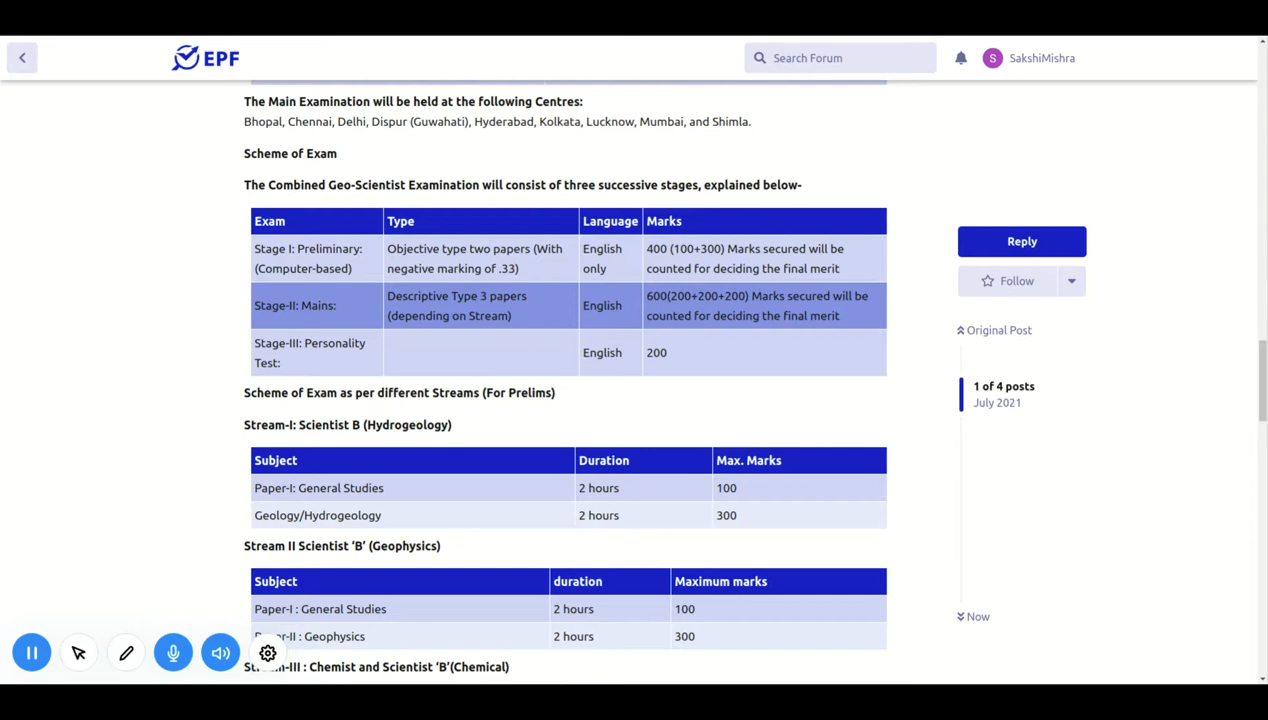 EPF
Search Forum
S
SakshiMishra
The Main Examination will be held at the following Centres:
Bhopal, Chennai, Delhi, Dispur (Guwahati), Hyderabad, Kolkata, Lucknow, Mumbai, and Shimla.
Scheme of Exam
The Combined Geo-Scientist Examination will consist of three successive stages, explained below-
Exam Type Language Marks
Stage I: Preliminary: Objective type two papers (With English 400 (100+300) Marks secured will be
(Computer-based) negative marking of .33) only counted for deciding the final merit
Stage-II: Mains: Descriptive Type 3 papers English 600(200+200+200) Marks secured will be
(depending on Stream) counted for deciding the final merit
Stage-III: Personality English 200
Test:
Scheme of Exam as per different Streams (For Prelims)
Stream-I: Scientist B (Hydrogeology)
Subject Duration Max. Marks
Paper-I: General Studies 2 hours 100
Geology/Hydrogeology 2 hours 300
Stream II Scientist ‘B’ (Geophysics)
Subject duration Maximum marks
Paper-I : General Studies 2 hours 100
-II : Geophysics 2 hours 300
-III : Chemist and Scientist ‘B’(Chemical)
Reply
Follow
Original Post
1 of 4 posts
July 2021
Now